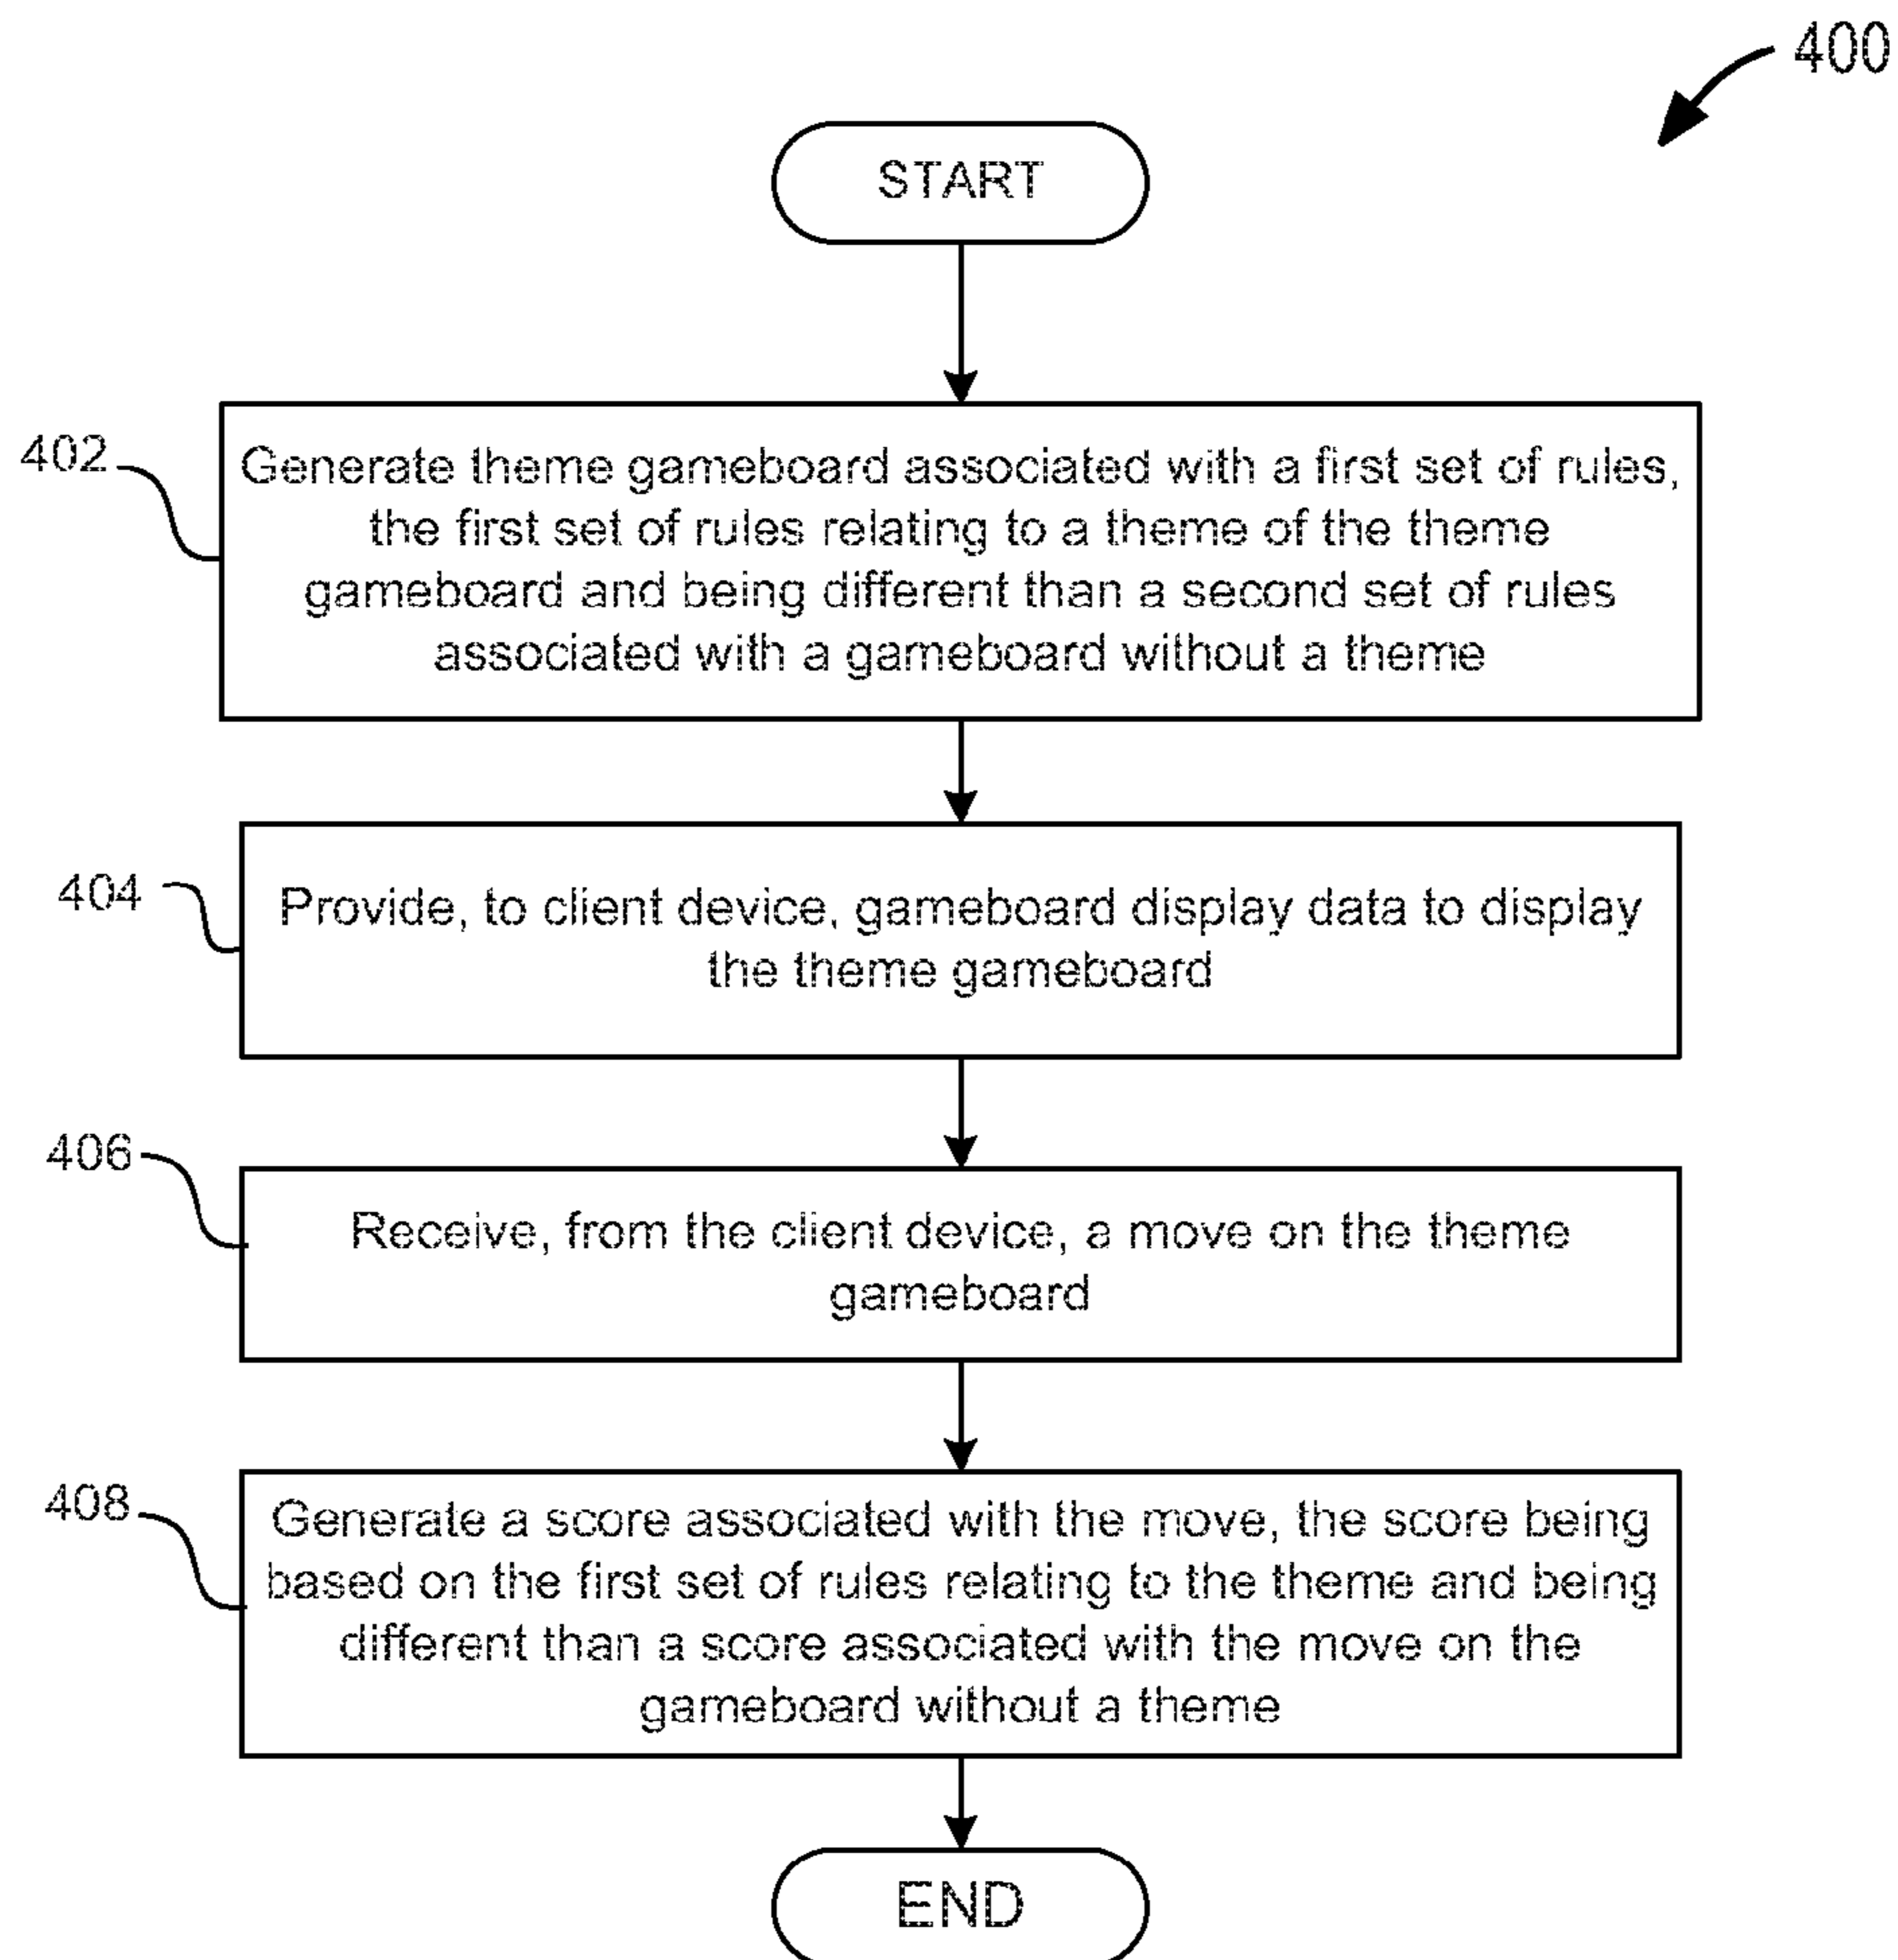 400
START
402
Generate theme gameboard associated with a first set of rules,
the first set of rules relating to a theme of the theme
gameboard and being different than a second set of rules
associated with a gameboard without a theme
404
Provide, to client device, gameboard display data to display
the theme gameboard
406
Receive, from the client device, a move on the theme
gameboard
408
Generate a score associated with the move, the score being
based on the first set of rules relating to the theme and being
different than a score associated with the move on the
gameboard without a theme
END